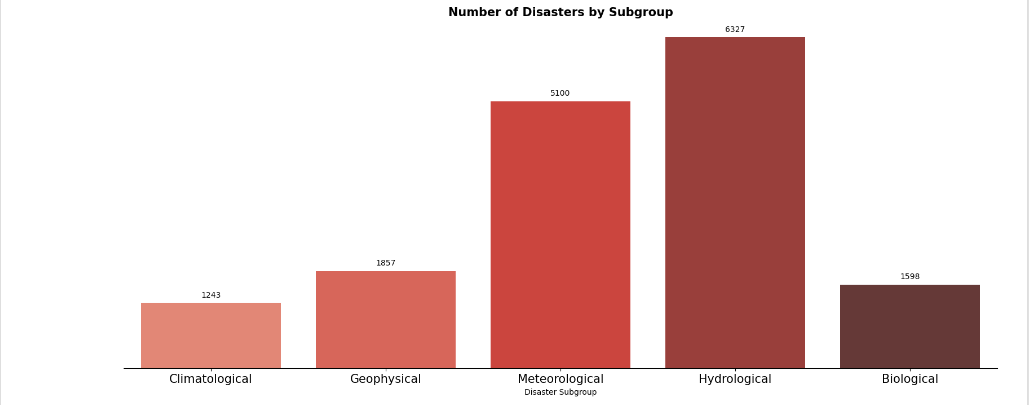 Number of Disasters by Subgroup
6327
5100
1857
1598
1243
Climatological Geophysical Meteorological Hydrological Biological
Disaster Subgroup